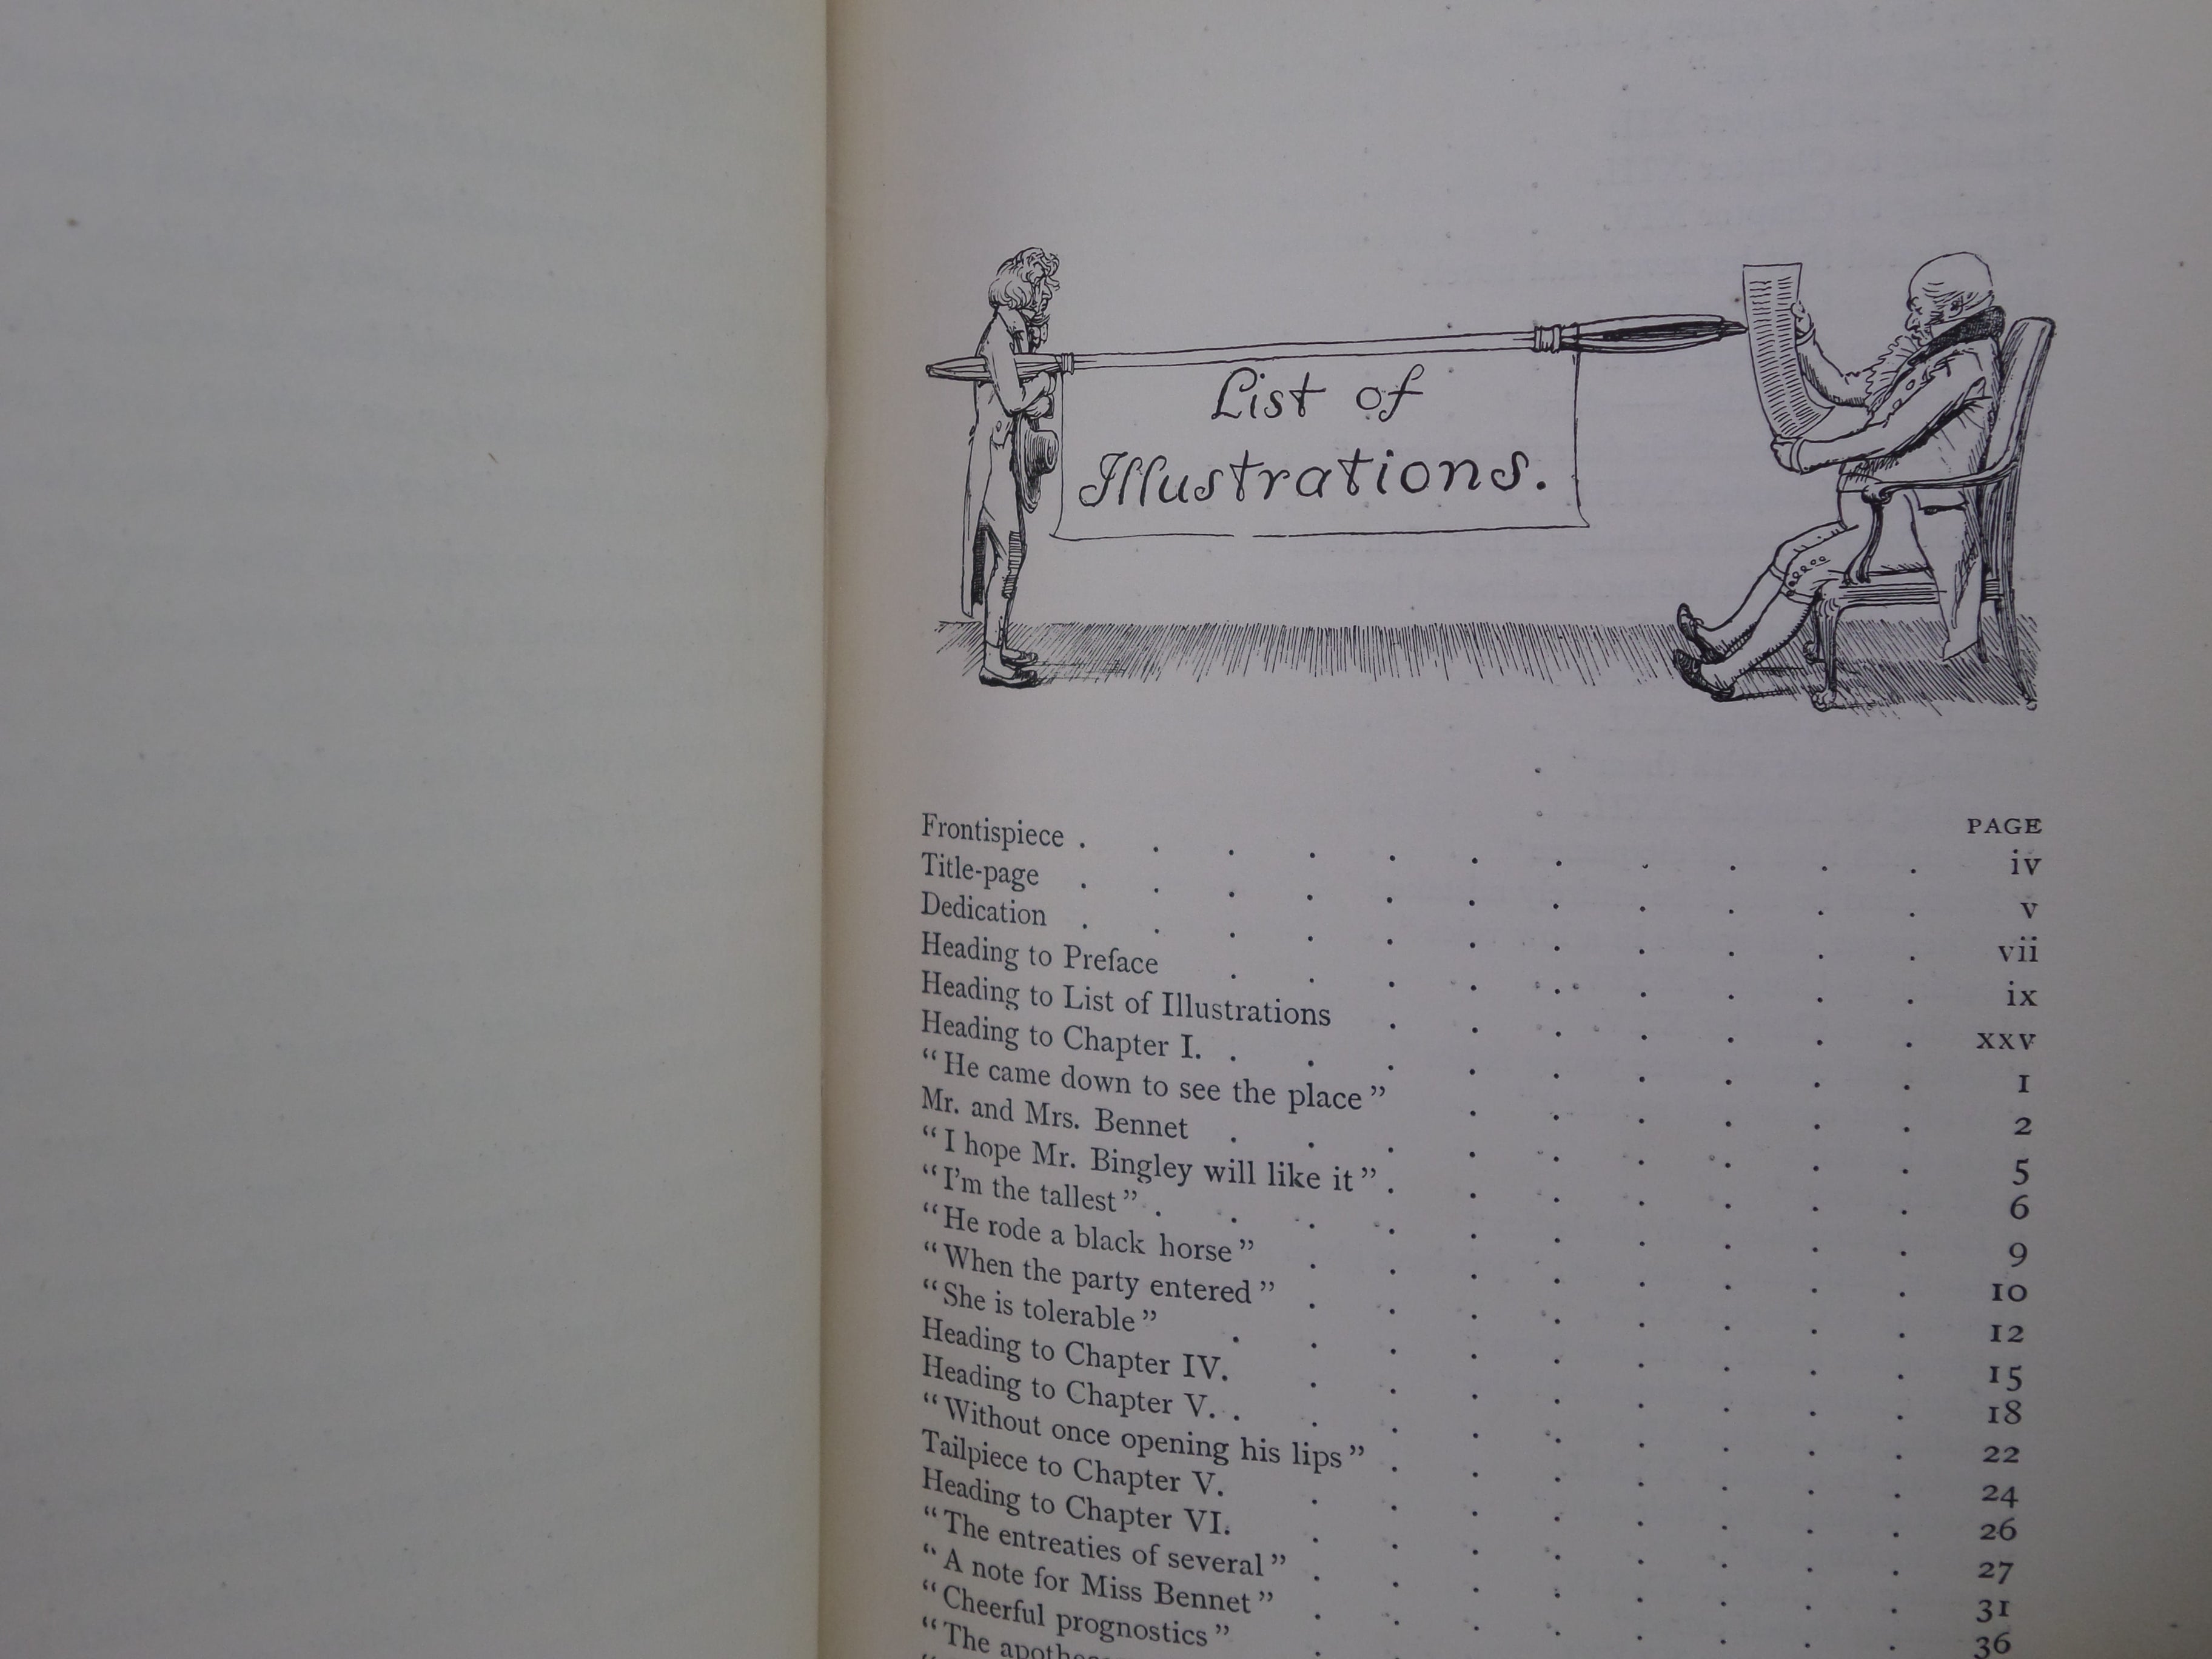 List of
Illustrations.
PAGE
Frontispiece . . . . . . . . . . . iv
Title-page . . . . . . . . . . . v
Dedication . . . . . . . . . . . vii
Heading to Preface . . . . . . . . . ix
Heading to List of Illustrations . . . . . . . xxv
Heading to Chapter I. . . . . . . . . . 1
“He came down to see the place” . . . . . . 2
Mr. and Mrs. Bennet . . . . . . . . . 5
“I hope Mr. Bingley will like it” . . . . . . . 6
“I'm the tallest” . . . . . . . . . . 9
“He rode a black horse” . . . . . . . . 10
“When the party entered” . . . . . . . . 12
“She is tolerable” . . . . . . . . . 15
Heading to Chapter IV. . . . . . . . . 18
Heading to Chapter V. . . . . . . . . . 22
“Without once opening his lips” . . . . . . . 24
Tailpiece to Chapter V. . . . . . . . . 26
Heading to Chapter VI. . . . . . . . . 27
“The entreaties of several” . . . . . . . . 31
“A note for Miss Bennet” . . . . . . . . 36
“Cheerful prognostics”
“The